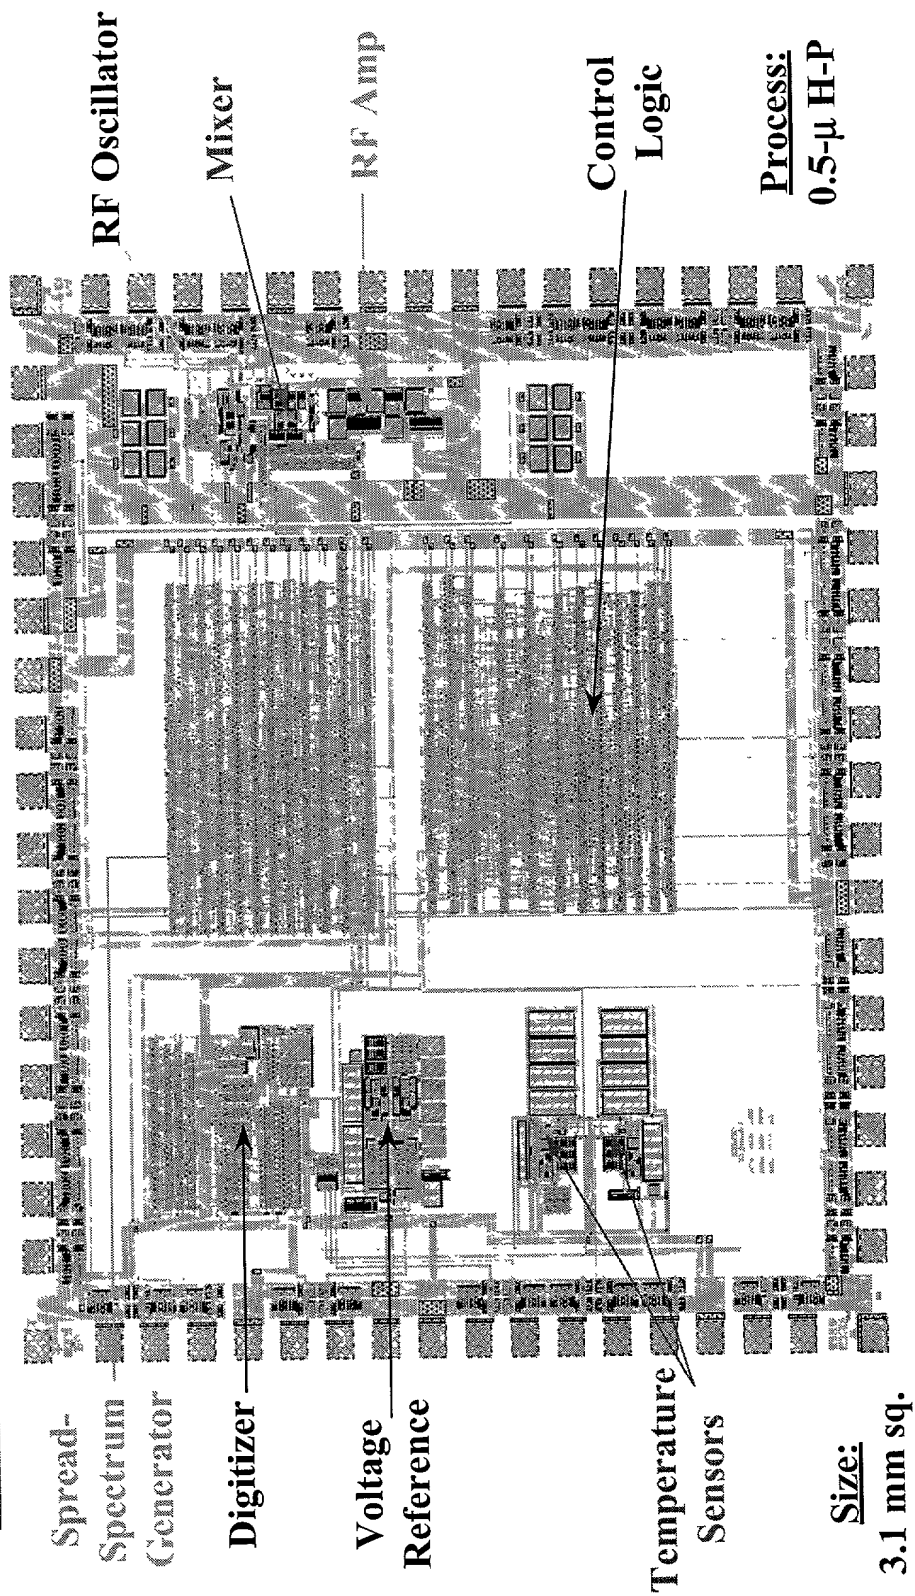 Spread-
Spectrum
Generator
Digitizer
Voltage
Reference
Temperature
Sensors
Size:
3.1 mm sq.
RF Oscillator
Mixer
RF Amp
Control
Logic
Process:
0.5-μ H-P